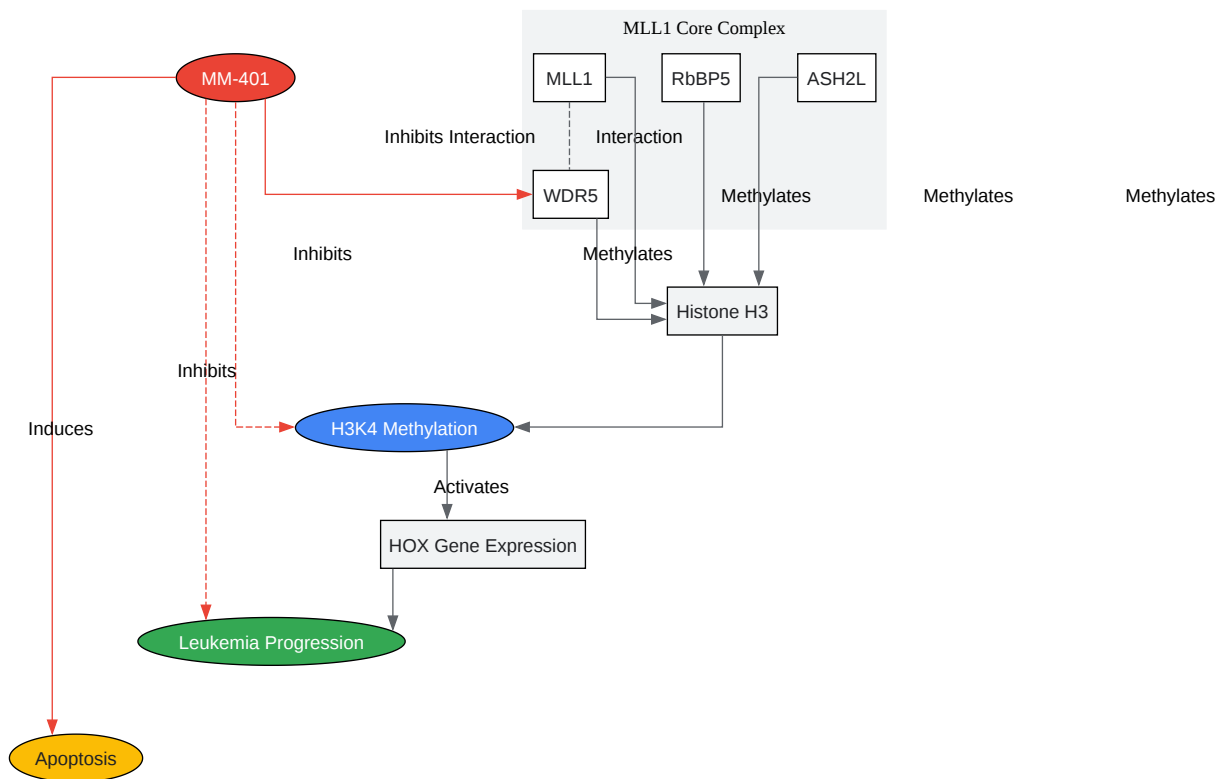 MLL1 Core Complex
MM-401
MLL1
RbBP5
ASH2L
Inhibits Interaction
Interaction
WDR5
Methylates
Methylates
Methylates
Inhibits
Methylates
Histone H3
Inhibits
Induces
H3K4 Methylation
Activates
HOX Gene Expression
Leukemia Progression
Apoptosis